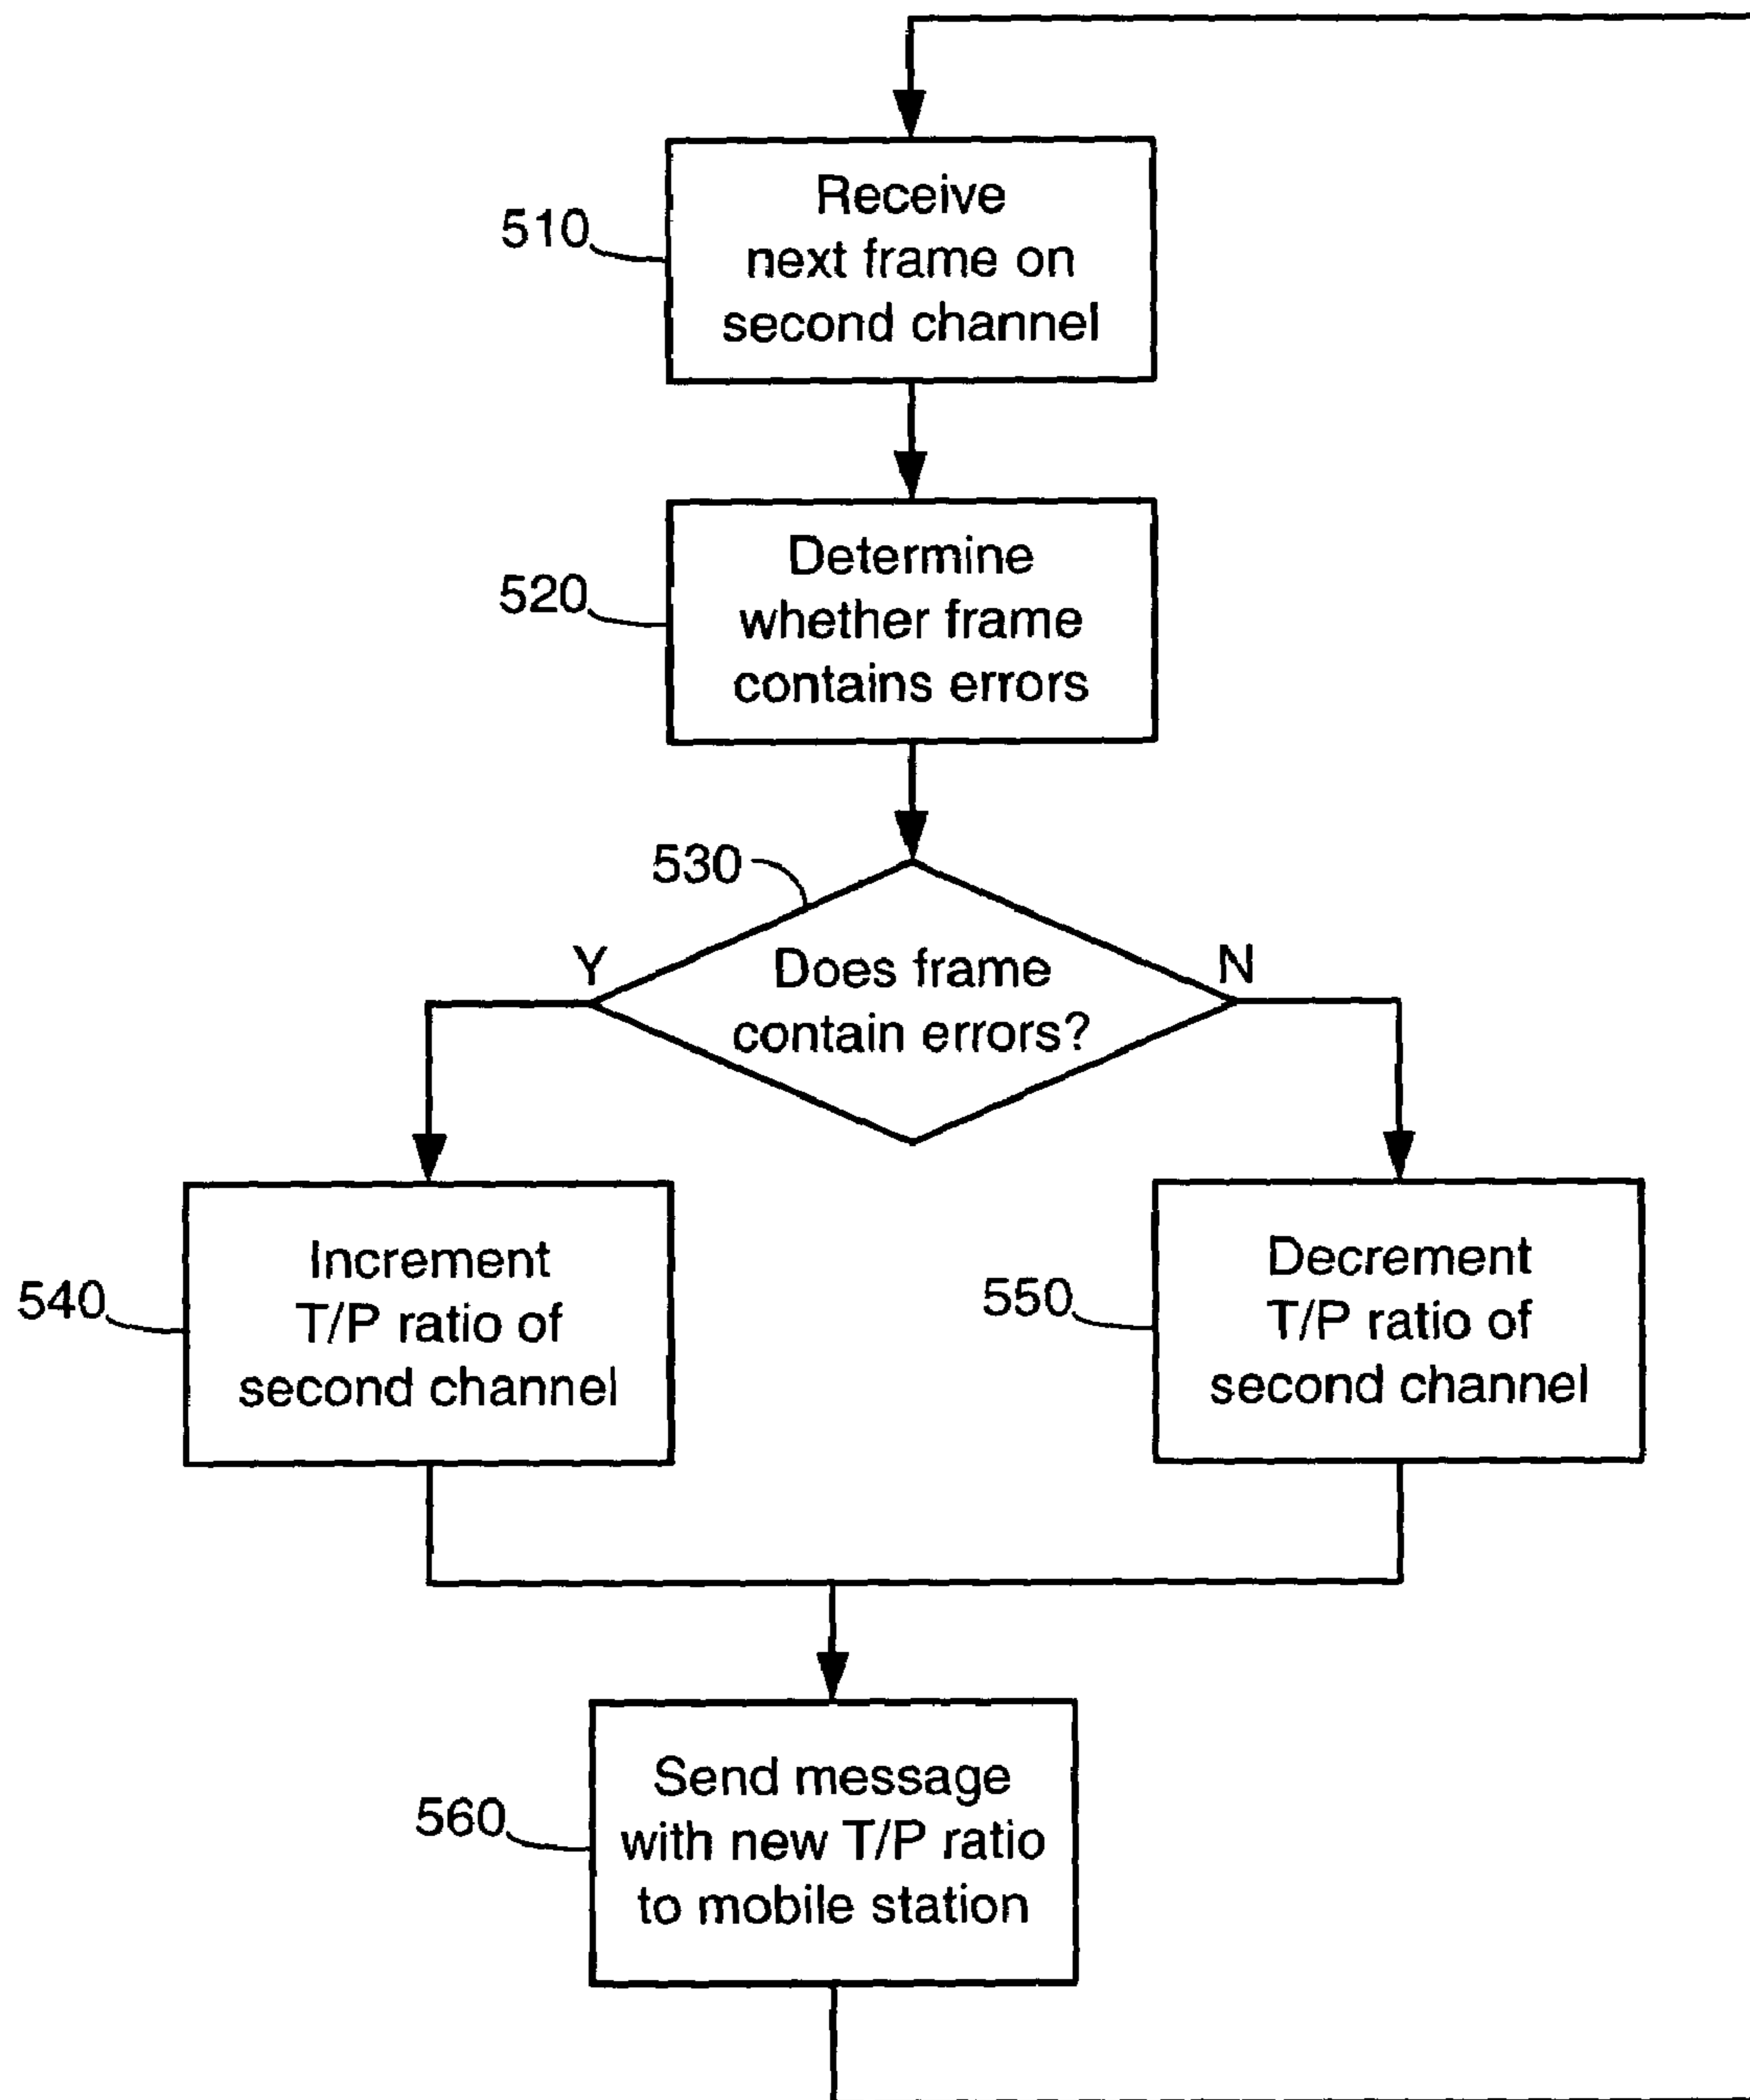 510
Receive
next frame on
second channel
520
Determine
whether frame
contains errors
530
Y
Does frame
contain errors?
N
540
Increment
T/P ratio of
second channel
550
Decrement
T/P ratio of
second channel
560
Send message
with new T/P ratio
to mobile station